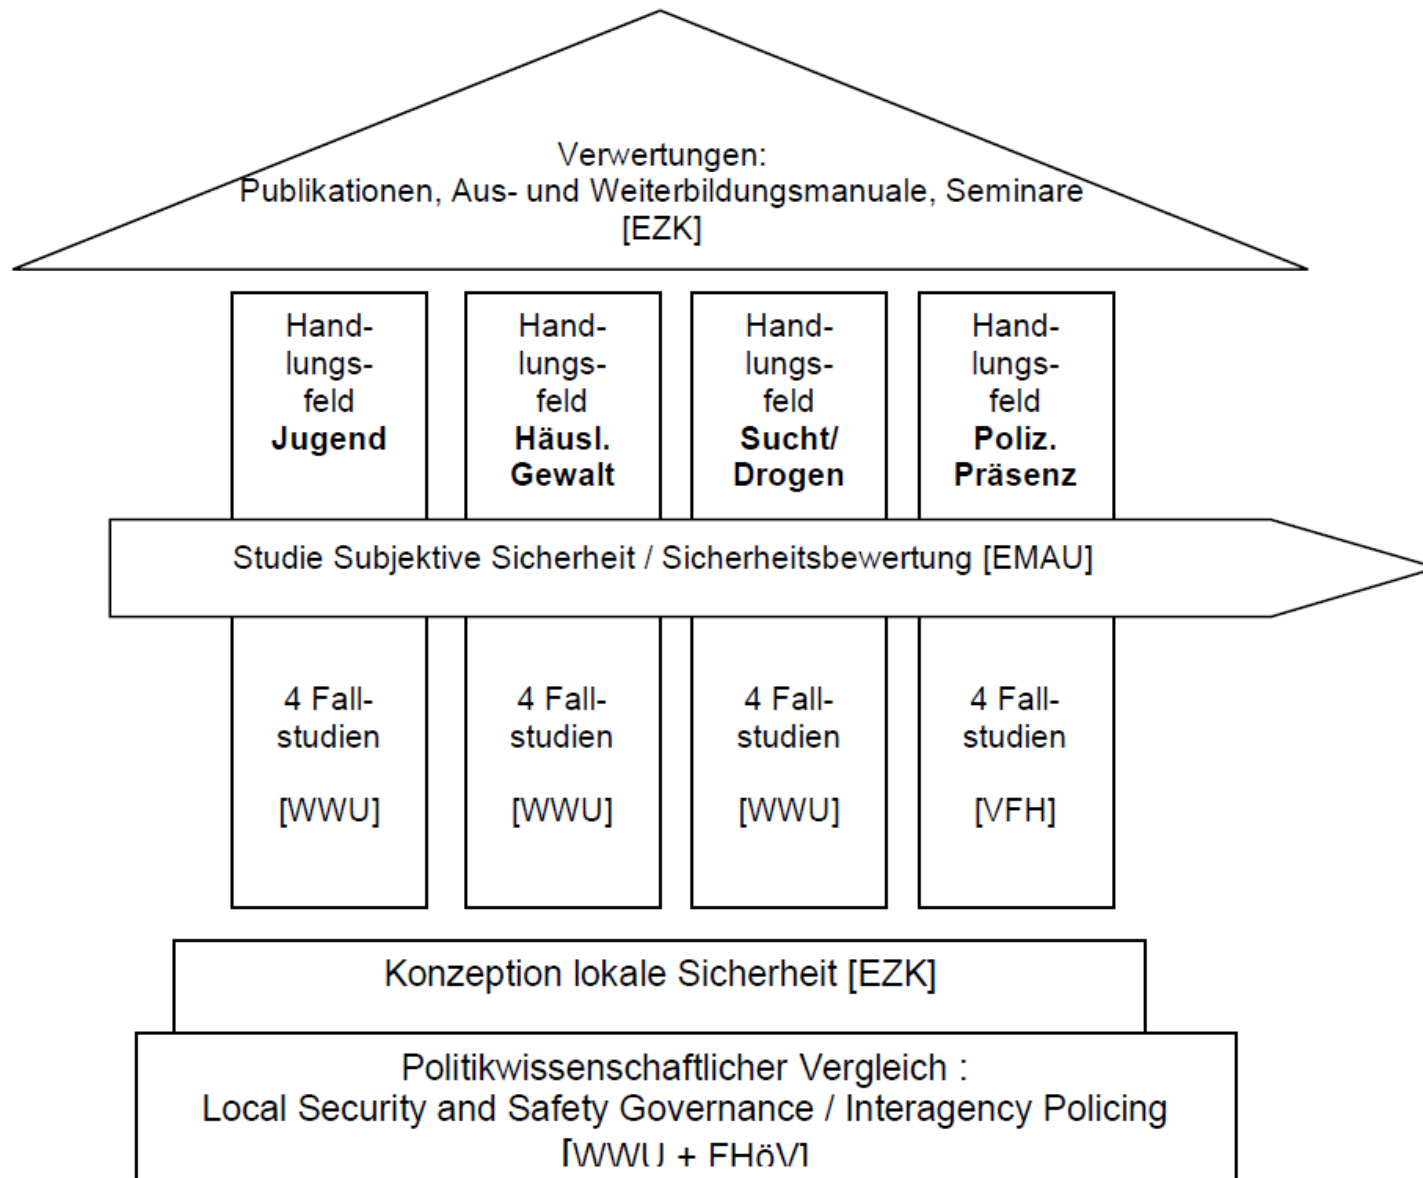 Verwertungen:
Publikationen, Aus- und Weiterbildungsmanuale, Seminare
[EZK]
Hand-
lungs-
feld
Jugend
Hand-
lungs-
feld
Häusl.
Gewalt
Hand-
lungs-
feld
Sucht/
Drogen
Hand-
lungs-
feld
Poliz.
Präsenz
Studie Subjektive Sicherheit / Sicherheitsbewertung [EMAU]
4 Fall-
studien
[WWU]
4 Fall-
studien
[WWU]
4 Fall-
studien
[WWU]
4 Fall-
studien
[VFH]
Konzeption lokale Sicherheit [EZK]
Politikwissenschaftlicher Vergleich :
Local Security and Safety Governance / Interagency Policing
[WWU + FHöV]